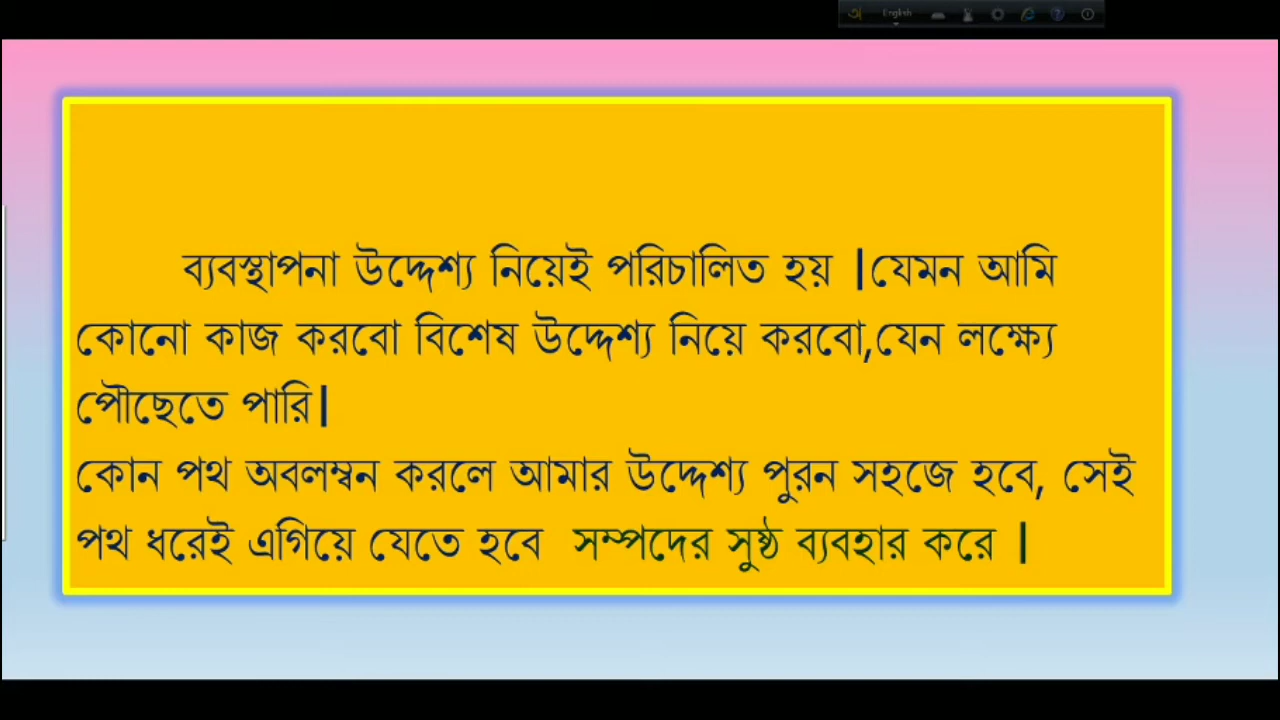 English
ব্যবস্থাপনা উদ্দেশ্য নিয়েই পরিচালিত হয় |যেমন আমি
কোনো কাজ করবো বিশেষ উদ্দেশ্য নিয়ে করবো,যেন লক্ষ্যে
পৌছেতে পারি|
কোন পথ অবলম্বন করলে আমার উদ্দেশ্য পুরন সহজে হবে, সেই
পথ ধরেই এগিয়ে যেতে হবে সম্পদের সুষ্ঠ ব্যবহার করে |